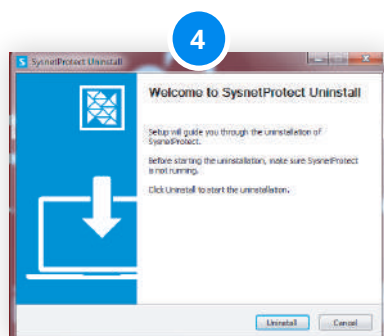 4
SysnetProtect Uninstall
Welcome to SysnetProtect Uninstall
Setup will guide you through the uninstallation of
SysnetProtect.
Before starting the uninstallation, make sure SysnetProtect
is not running.
Click Uninstall to start the uninstallation.
Uninstall Cancel